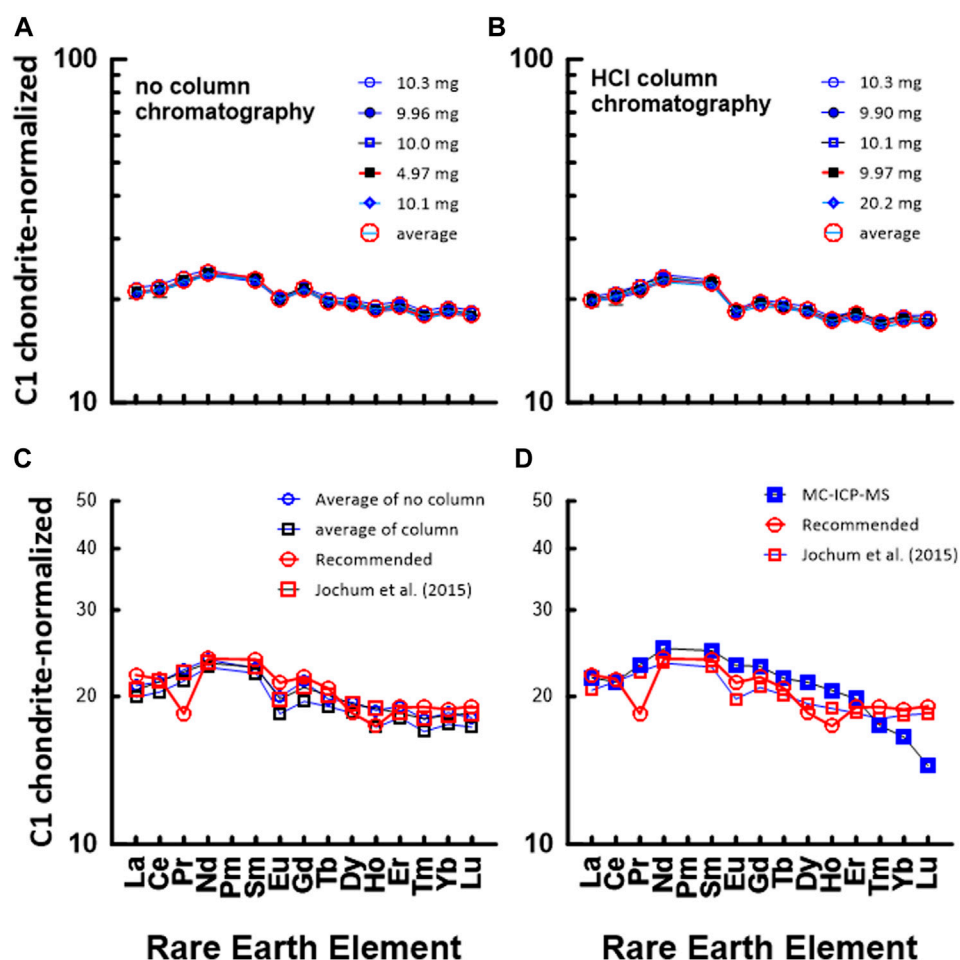 A
B
100
100
no column
chromatography
HCl column
chromatography
10.3 mg
9.96 mg
10.0 mg
4.97 mg
10.1 mg
average
10.3 mg
9.90 mg
10.1 mg
9.97 mg
20.2 mg
average
C1 chondrite-normalized
10
10
C
D
50
40
30
20
10
Average of no column
average of column
Recommended
Jochum et al. (2015)
50
40
30
20
10
MC-ICP-MS
Recommended
Jochum et al. (2015)
C1 chondrite-normalized
La Ce Pr Nd Pm Sm Eu Gd Tb Dy Ho Er Tm Yb Lu
La Ce Pr Nd Pm Sm Eu Gd Tb Dy Ho Er Tm Yb Lu
Rare Earth Element
Rare Earth Element